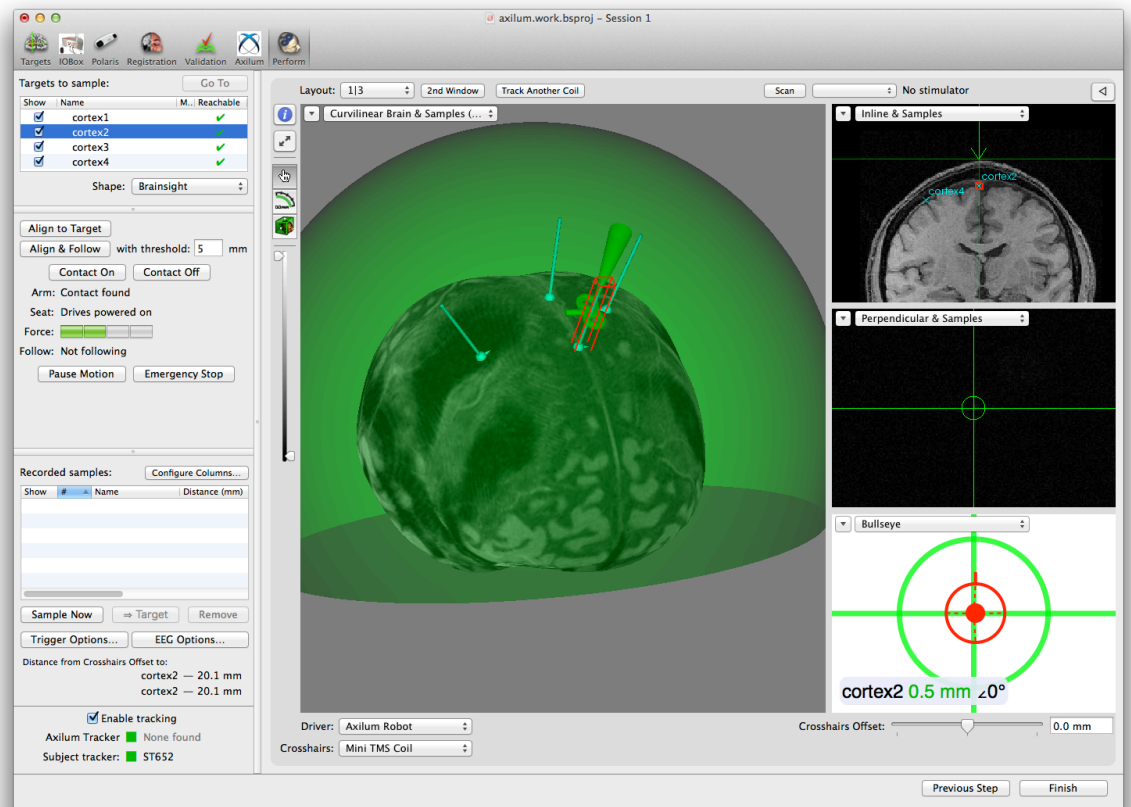 axilum.work.bsproj – Session 1
Targets IOBox Polaris Registration Validation Axilum Perform
Targets to sample: Go To
Show Name M.. Reachable
cortex1
cortex2
cortex3
cortex4
Shape: Brainsight
Align to Target
Align & Follow with threshold: 5 mm
Contact On Contact Off
Arm: Contact found
Seat: Drives powered on
Force:
Follow: Not following
Pause Motion Emergency Stop
Recorded samples: Configure Columns...
Show # Name Distance (mm)
Sample Now ⇒ Target Remove
Trigger Options... EEG Options...
Distance from Crosshairs Offset to:
cortex2 — 20.1 mm
cortex2 — 20.1 mm
Enable tracking
Axilum Tracker None found
Subject tracker: ST652
Layout: 1|3 2nd Window Track Another Coil Scan No stimulator
Curvilinear Brain & Samples (...
Inline & Samples
cortex2
cortex4
Perpendicular & Samples
Bullseye
cortex2 0.5 mm
Driver: Axilum Robot
Crosshairs: Mini TMS Coil
Crosshairs Offset: 0.0 mm
Previous Step Finish